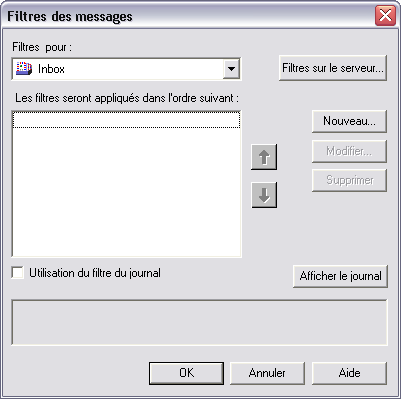 Filtres des messages
Filtres pour :
Inbox
Filtres sur le serveur...
Les filtres seront appliqués dans l'ordre suivant :
Nouveau...
Modifier...
Supprimer
Utilisation du filtre du journal
Afficher le journal
OK
Annuler
Aide